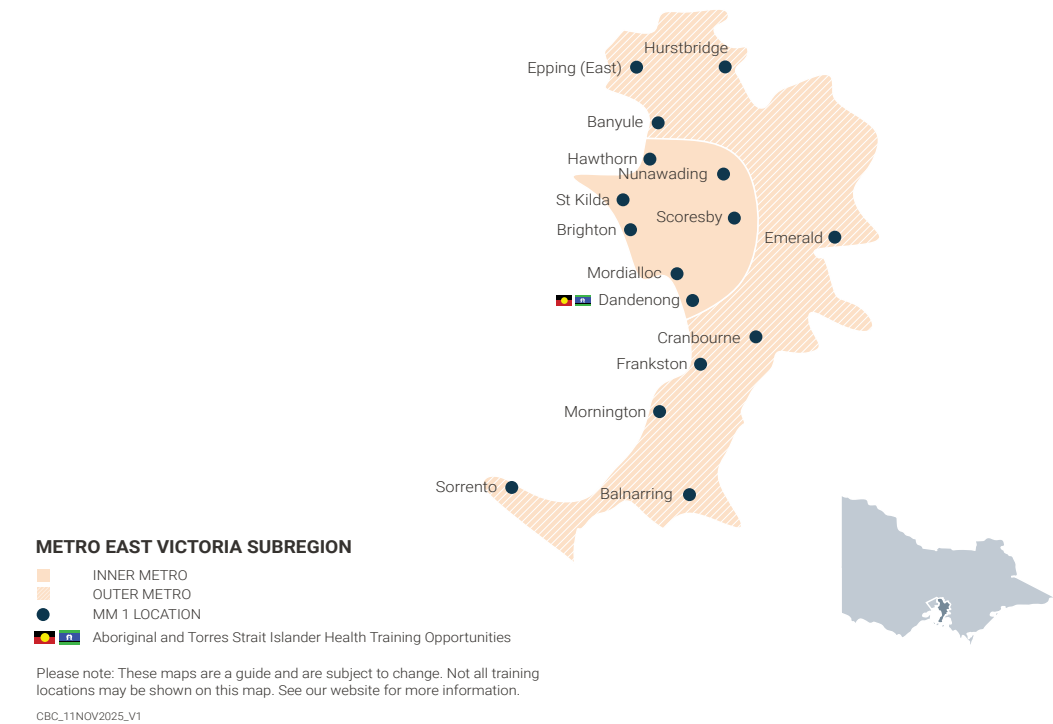 Hurstbridge
Epping (East)
Banyule
Hawthorn
Nunawading
St Kilda
Scoresby
Brighton
Emerald
Mordialloc
Dandenong
Cranbourne
Frankston
Mornington
Sorrento
Balnarring
METRO EAST VICTORIA SUBREGION
INNER METRO
OUTER METRO
MM 1 LOCATION
Aboriginal and Torres Strait Islander Health Training Opportunities
Please note: These maps are a guide and are subject to change. Not all training
locations may be shown on this map. See our website for more information.
CBC_11NOV2025_V1